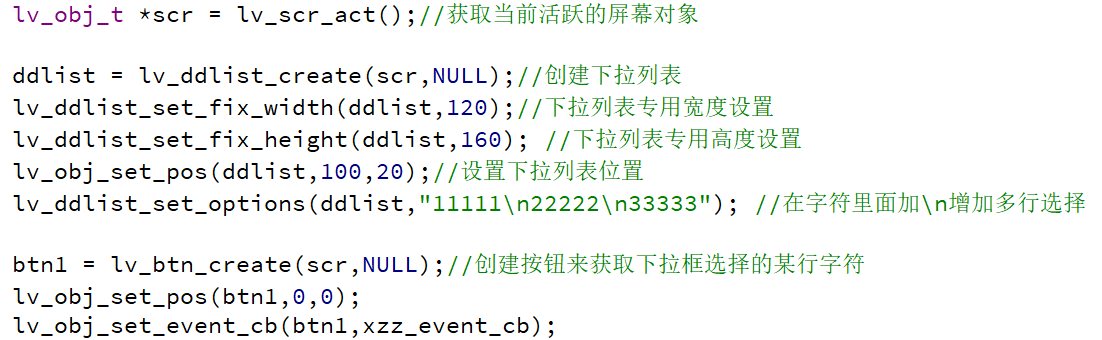 lv_obj_t *scr = lv_scr_act();//获取当前活跃的屏幕对象
ddlist = lv_ddlist_create(scr,NULL);//创建下拉列表
lv_ddlist_set_fix_width(ddlist,120);//下拉列表专用宽度设置
lv_ddlist_set_fix_height(ddlist,160); //下拉列表专用高度设置
lv_obj_set_pos(ddlist,100,20);//设置下拉列表位置
lv_ddlist_set_options(ddlist,"11111\n22222\n33333"); //在字符里面加\n增加多行选择
btn1 = lv_btn_create(scr,NULL);//创建按钮来获取下拉框选择的某行字符
lv_obj_set_pos(btn1,0,0);
lv_obj_set_event_cb(btn1,xzz_event_cb);